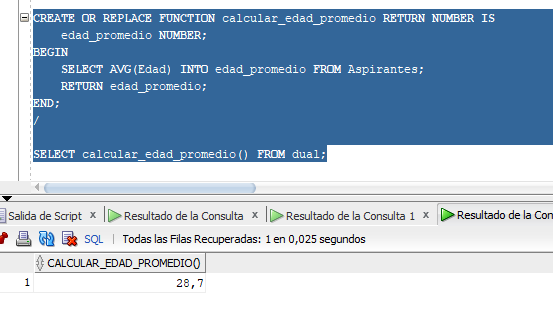 CREATE OR REPLACE FUNCTION calcular_edad_promedio RETURN NUMBER IS
edad_promedio NUMBER;
BEGIN
SELECT AVG(Edad) INTO edad_promedio FROM Aspirantes;
RETURN edad_promedio;
END;
/
SELECT calcular_edad_promedio() FROM dual;
Salida de Script x Resultado de la Consulta x Resultado de la Consulta 1 x Resultado de la Con
SQL | Todas las Filas Recuperadas: 1 en 0,025 segundos
CALCULAR_EDAD_PROMEDIO()
1 28,7